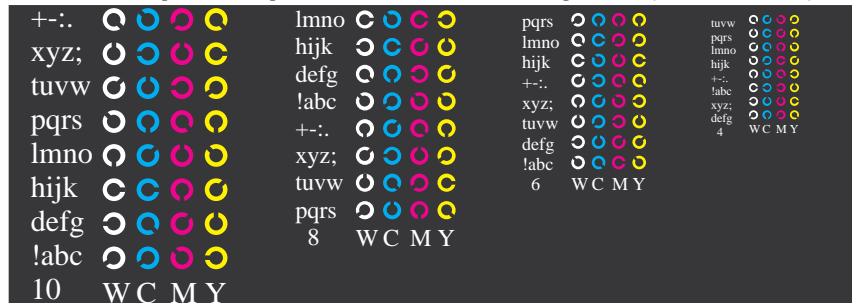 +-:.
xyz;
tuvw
pqrs
lmno
hijk
defg
!abc
10 W C M Y
lmno
hijk
defg
!abc
+-:.
xyz;
tuvw
pqrs
8 W C M Y
pqrs
lmno
hijk
+-:.
xyz;
tuvw
defg
!abc
6 W C M Y
tuvw
pqrs
lmno
hijk
+-:.
!abc
xyz;
defg
4 W C M Y